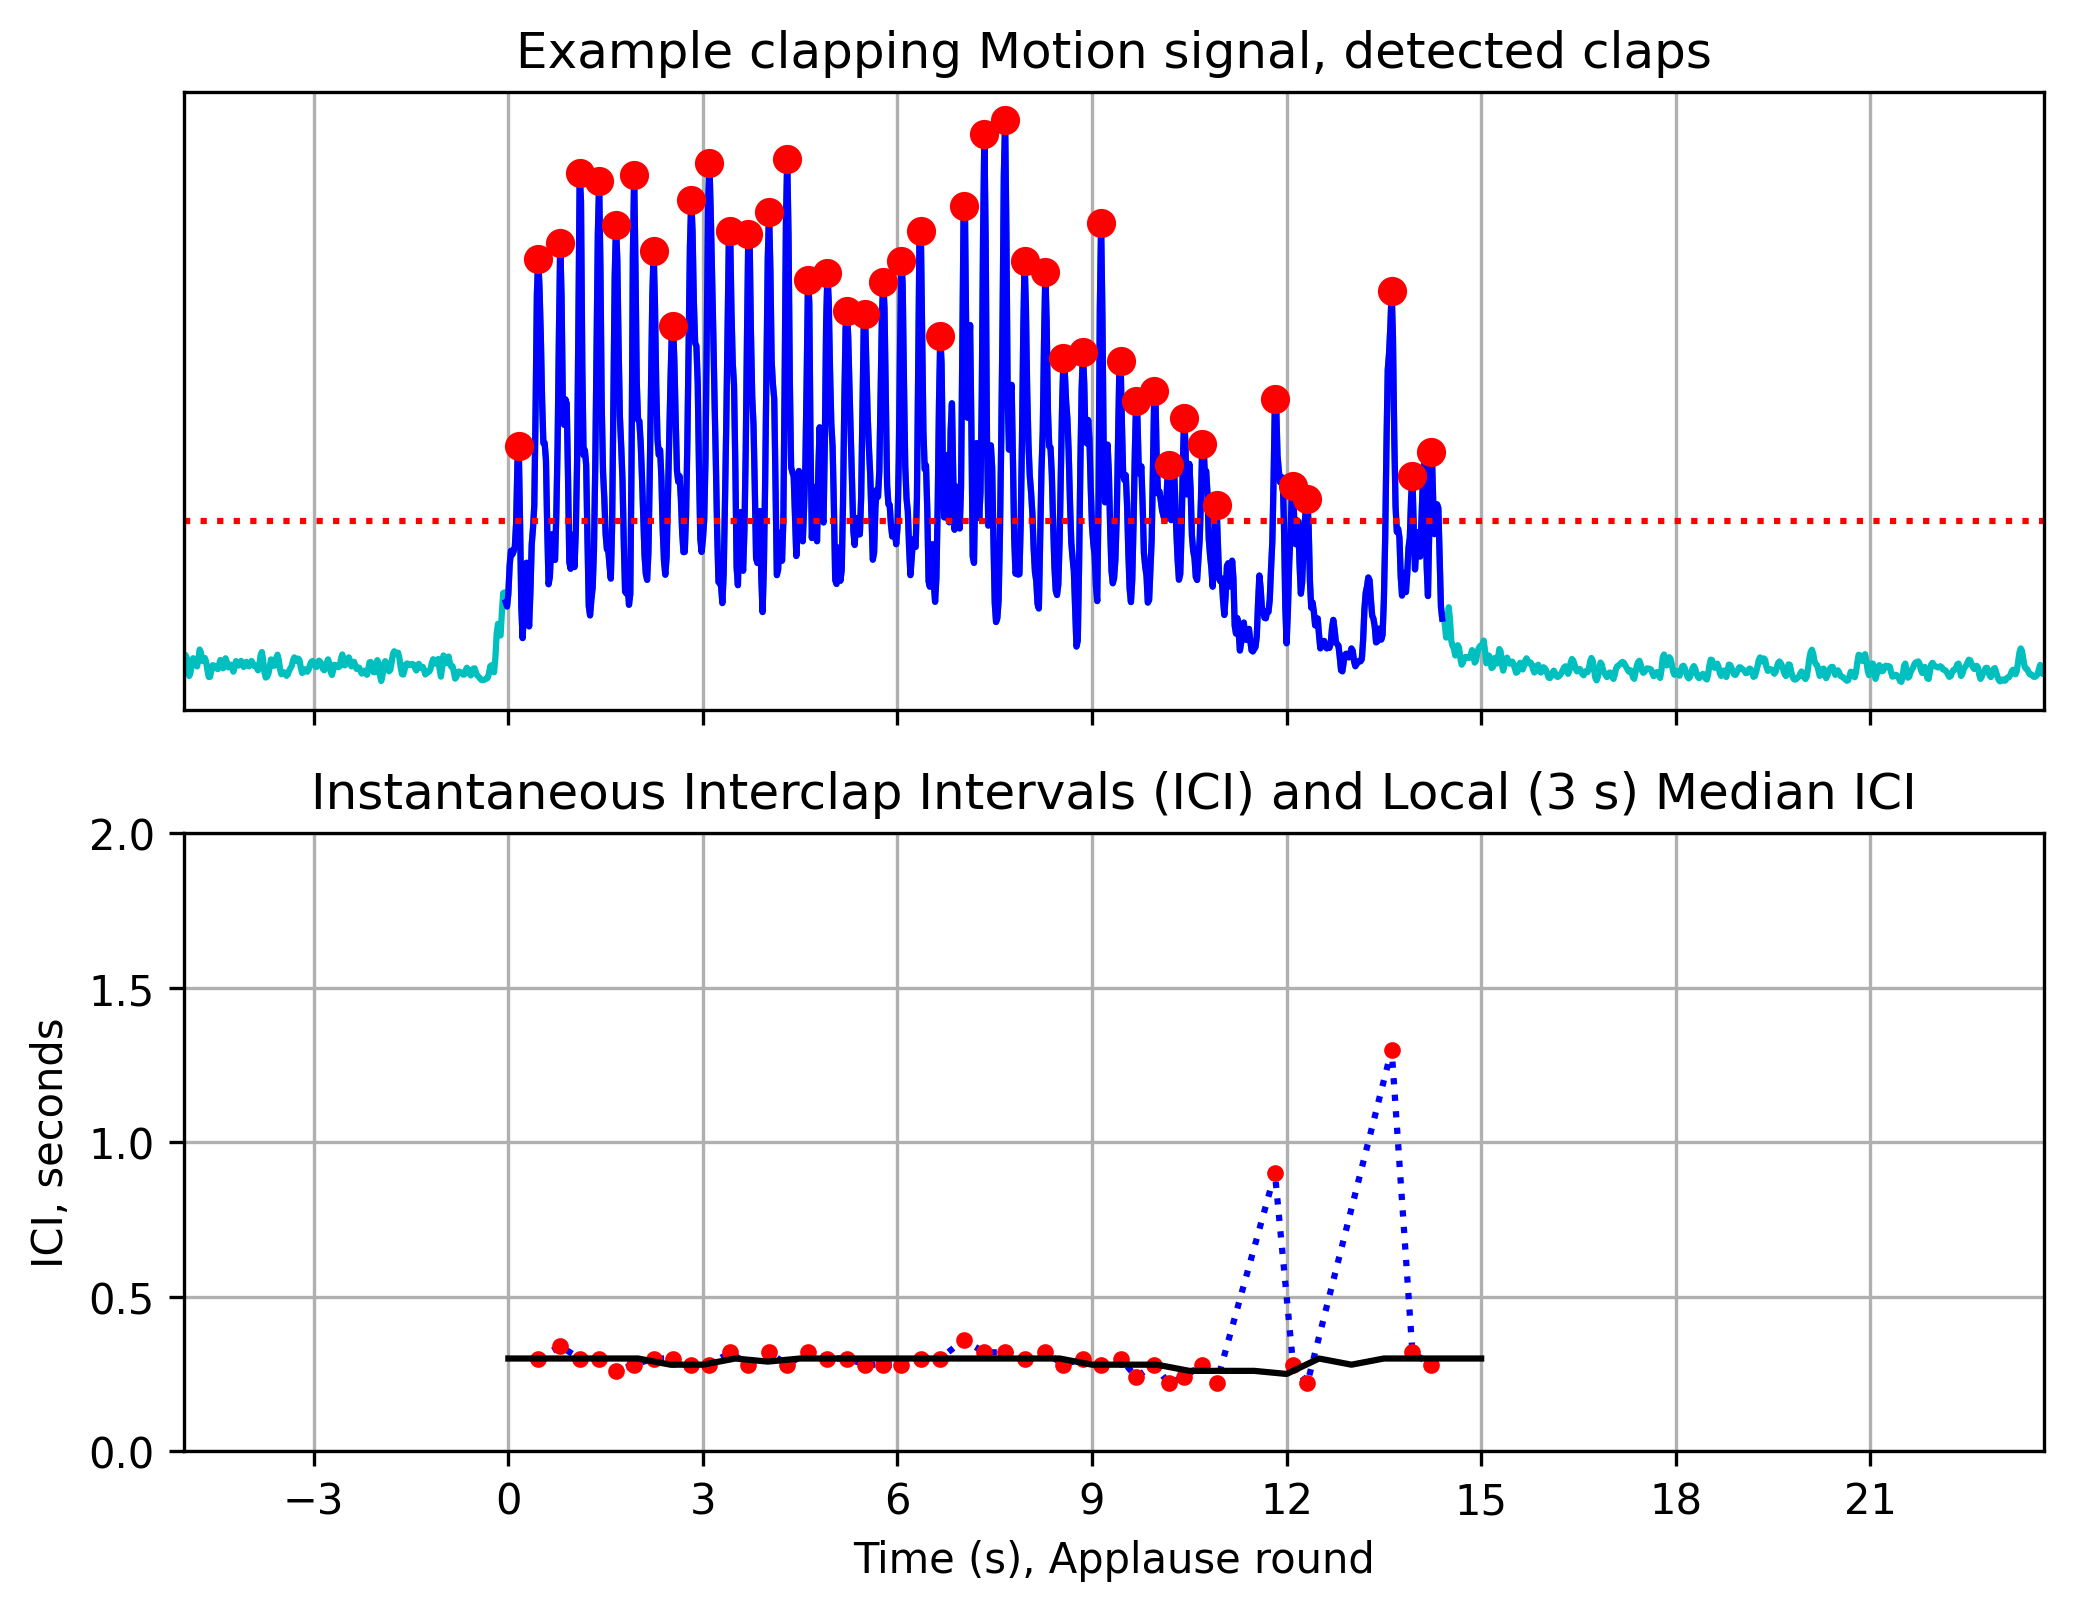 Example clapping Motion signal, detected claps
Instantaneous Interclap Intervals (ICI) and Local (3 s) Median ICI
2.0
1.5
1.0
0.5
0.0
ICI, seconds
−3 0 3 6 9 12 15 18 21
Time (s), Applause round